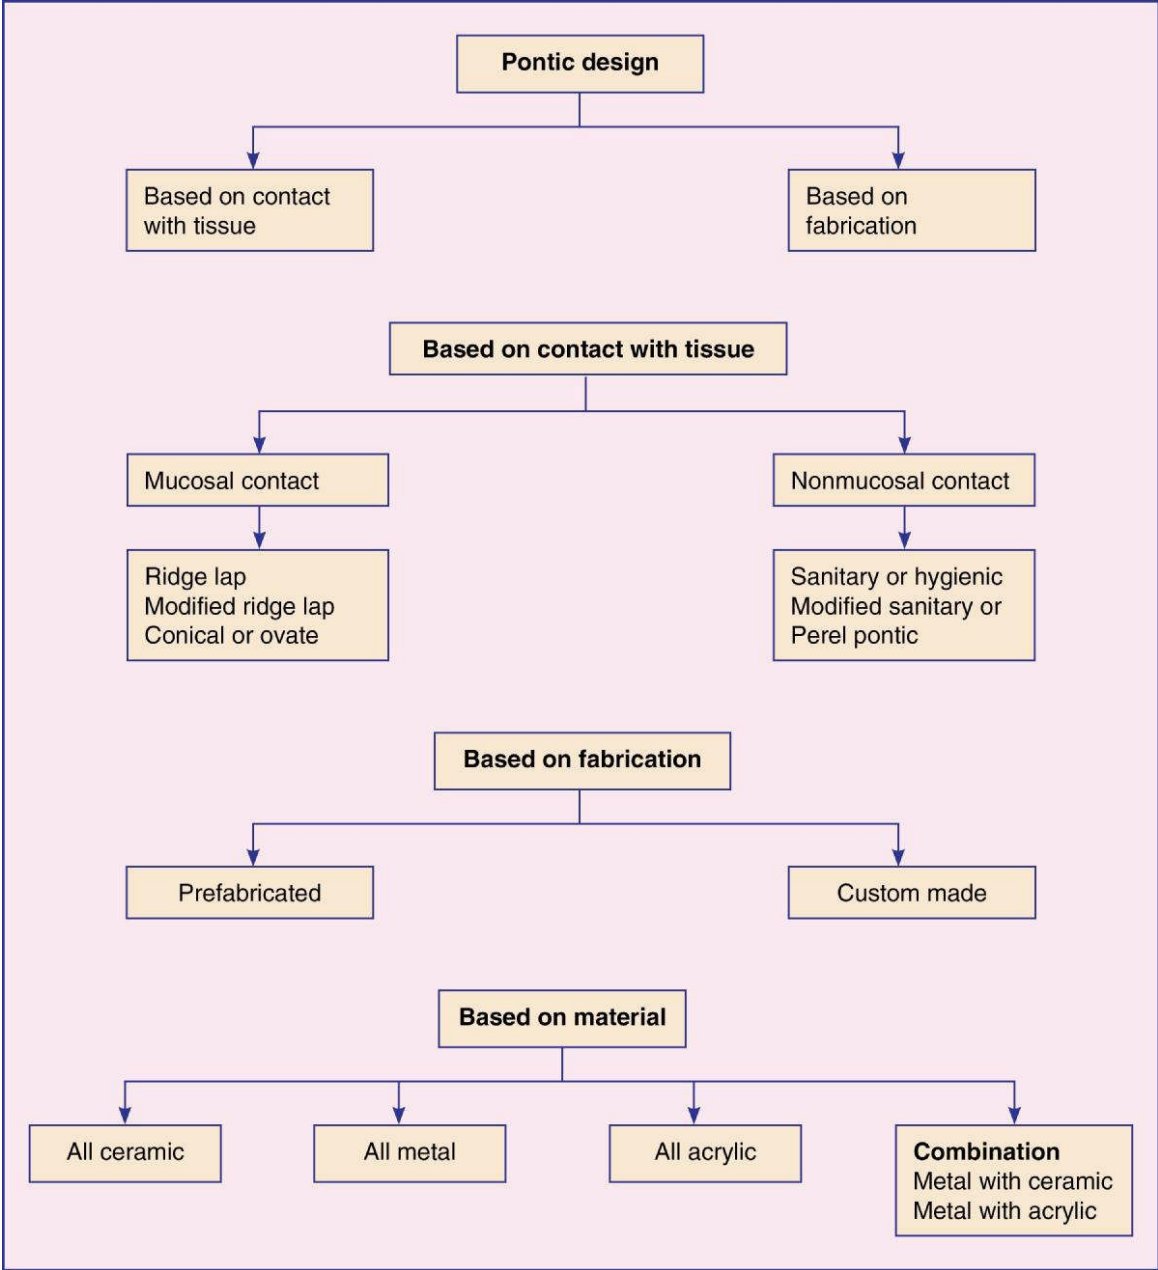 Pontic design
Based on contact
with tissue
Based on
fabrication
Based on contact with tissue
Mucosal contact
Nonmucosal contact
Ridge lap
Modified ridge lap
Conical or ovate
Sanitary or hygienic
Modified sanitary or
Perel pontic
Based on fabrication
Prefabricated
Custom made
Based on material
All ceramic
All metal
All acrylic
Combination
Metal with ceramic
Metal with acrylic